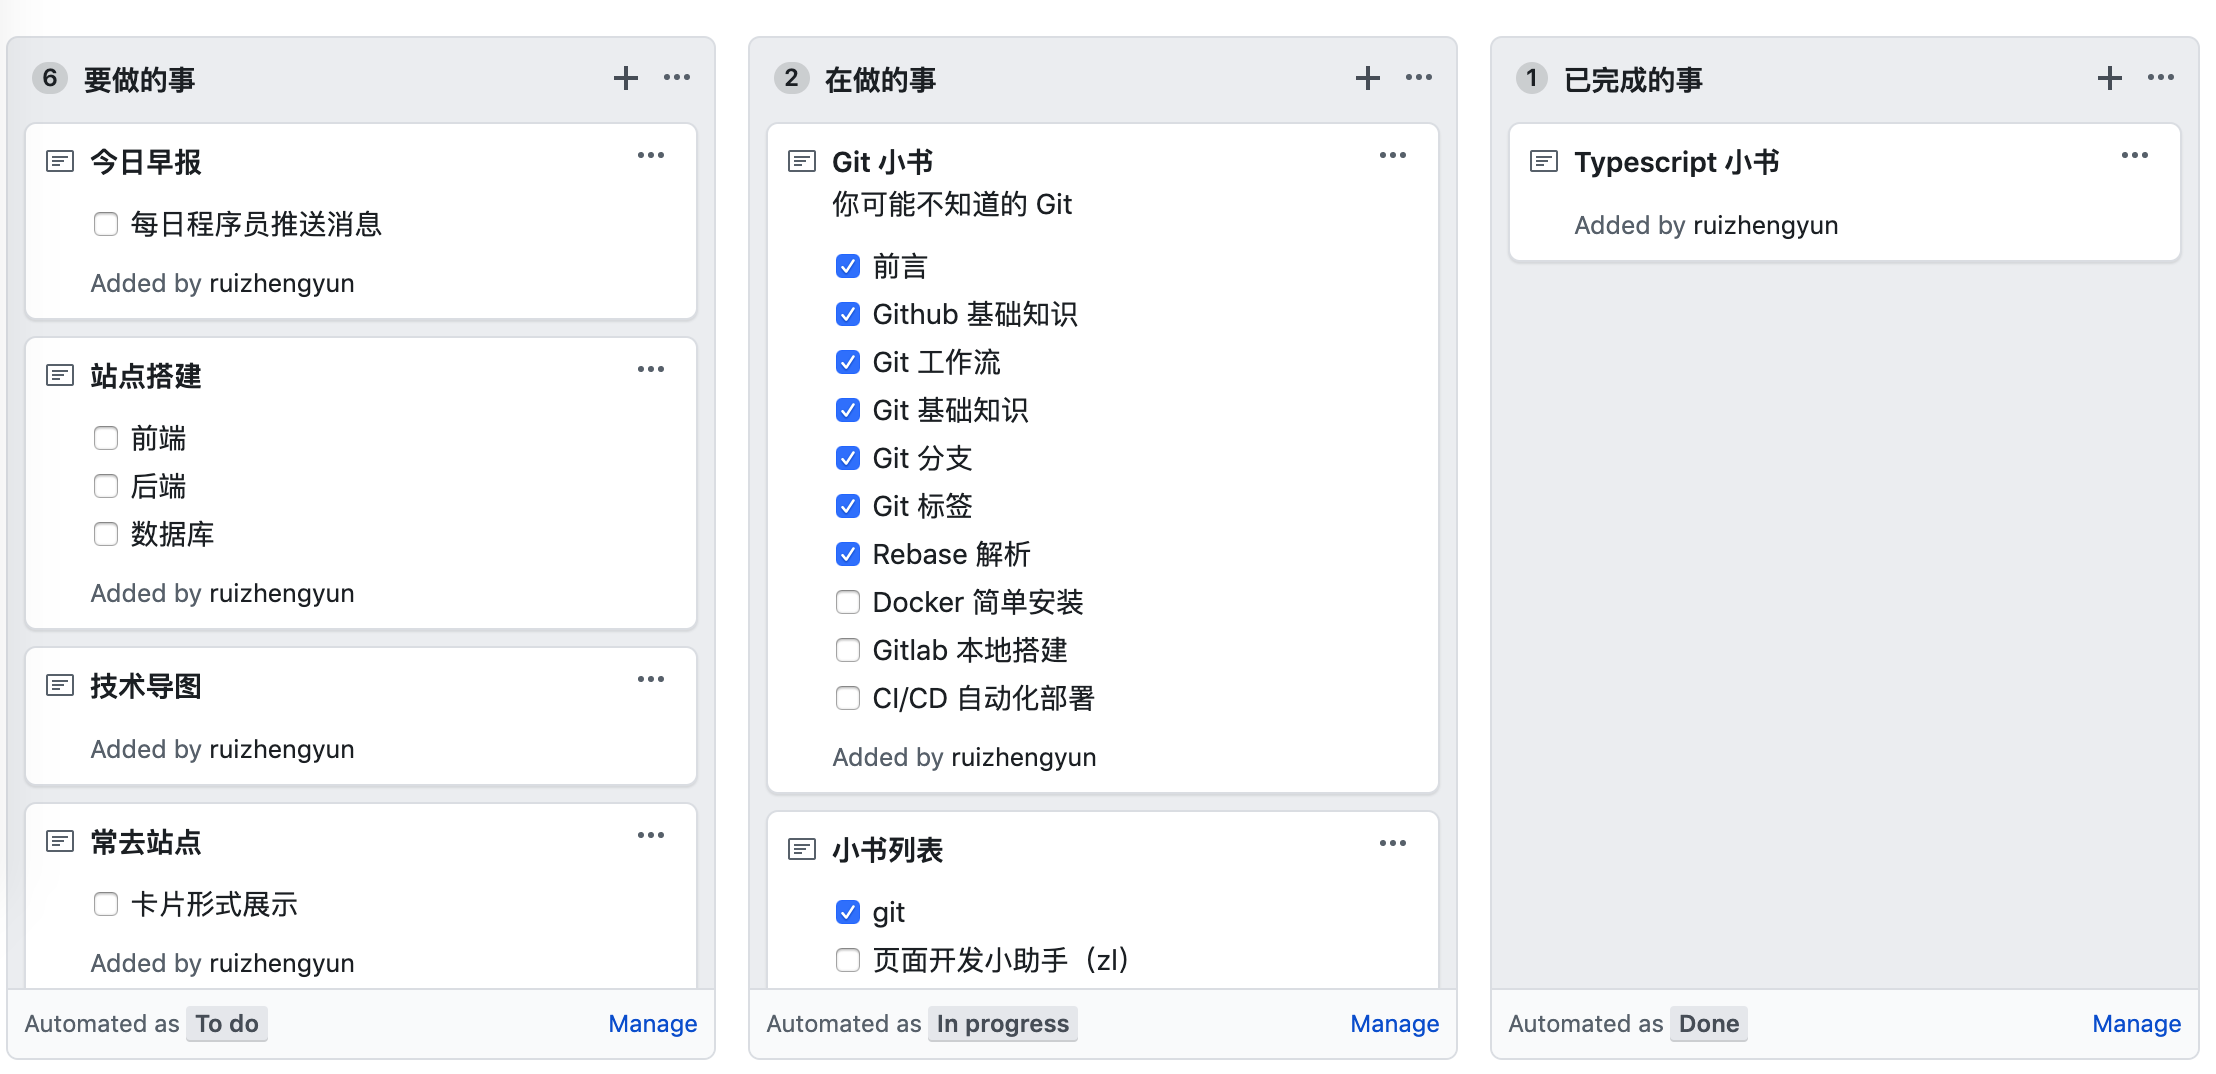 6 要做的事
今日早报
每日程序员推送消息
Added by ruizhengyun
站点搭建
前端
后端
数据库
Added by ruizhengyun
技术导图
Added by ruizhengyun
常去站点
卡片形式展示
Added by ruizhengyun
Automated as To do Manage
2 在做的事
Git 小书
你可能不知道的 Git
前言
Github 基础知识
Git 工作流
Git 基础知识
Git 分支
Git 标签
Rebase 解析
Docker 简单安装
Gitlab 本地搭建
CI/CD 自动化部署
Added by ruizhengyun
小书列表
git
页面开发小助手（zl）
Automated as In progress Manage
1 已完成的事
Typescript 小书
Added by ruizhengyun
Automated as Done Manage